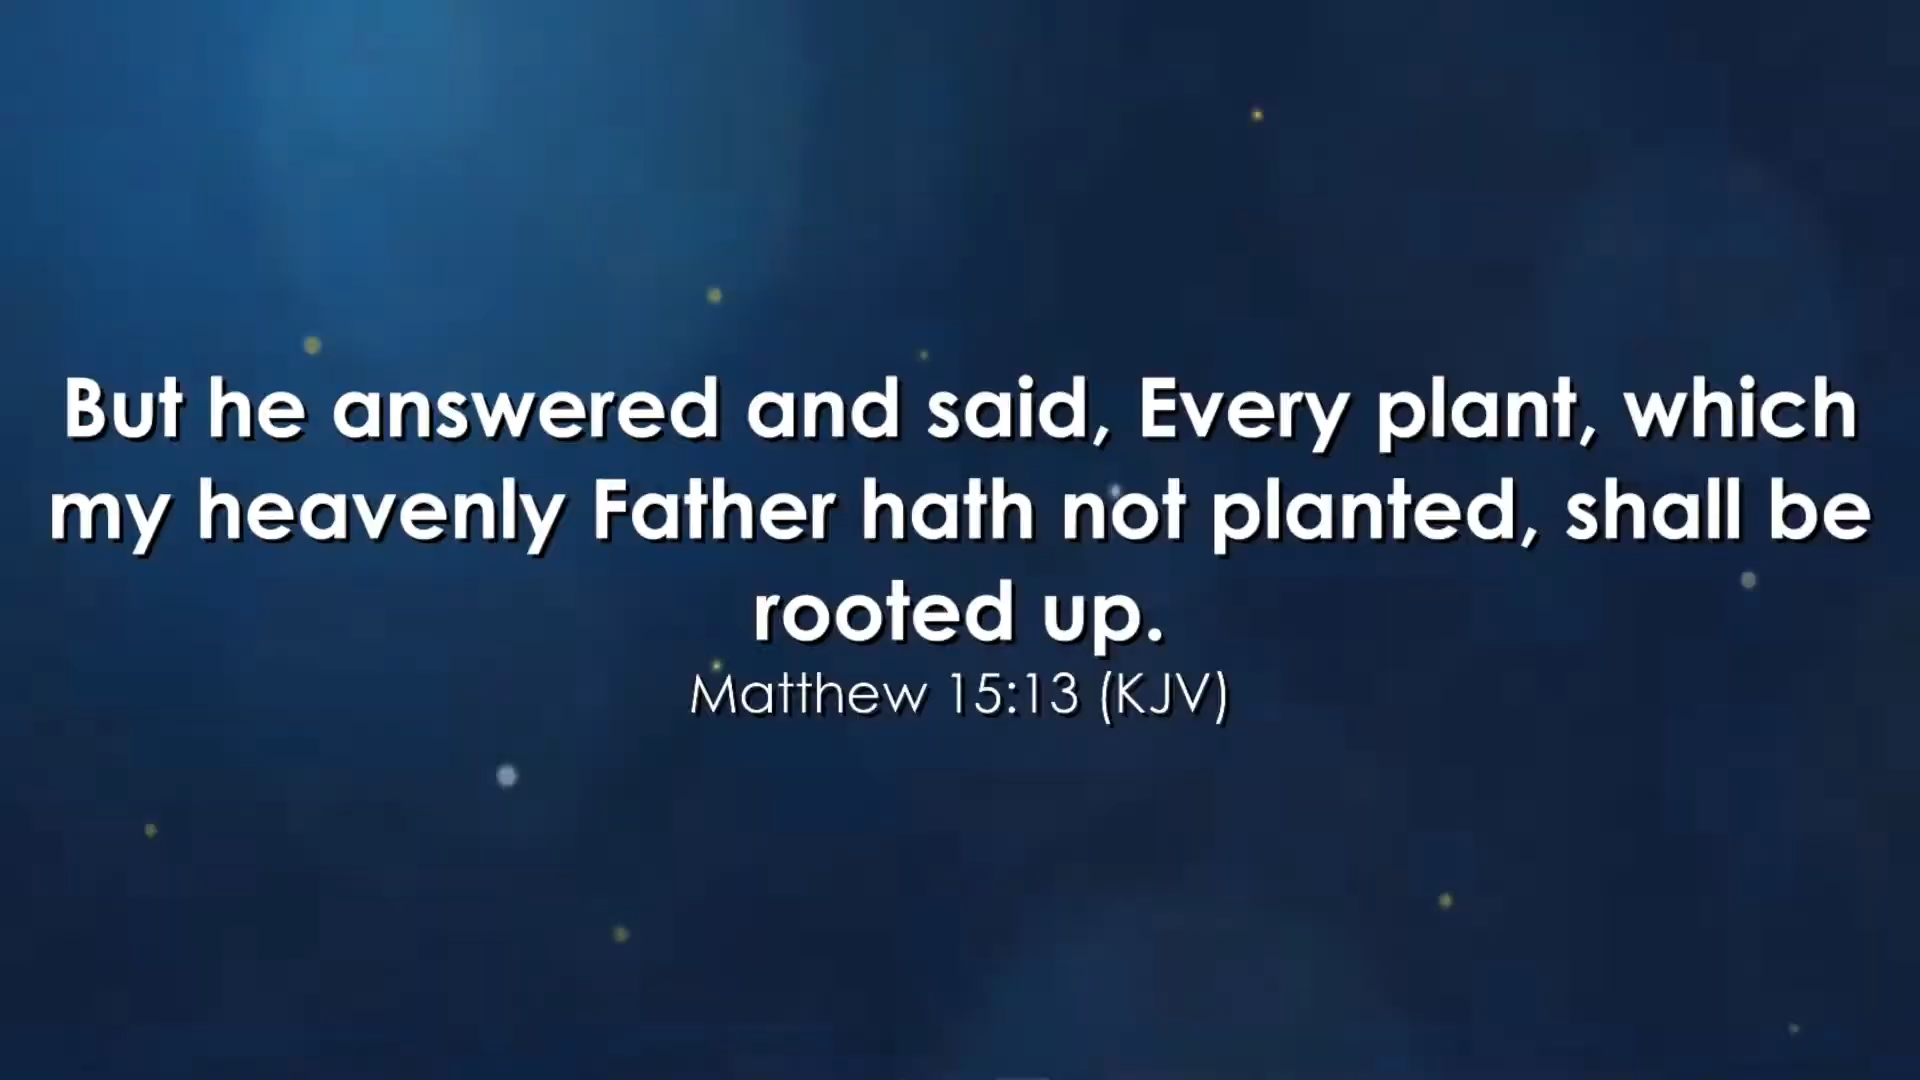 But he answered and said, Every plant, which
my heavenly Father hath not planted, shall be
rooted up.
Matthew 15:13 (KJV)